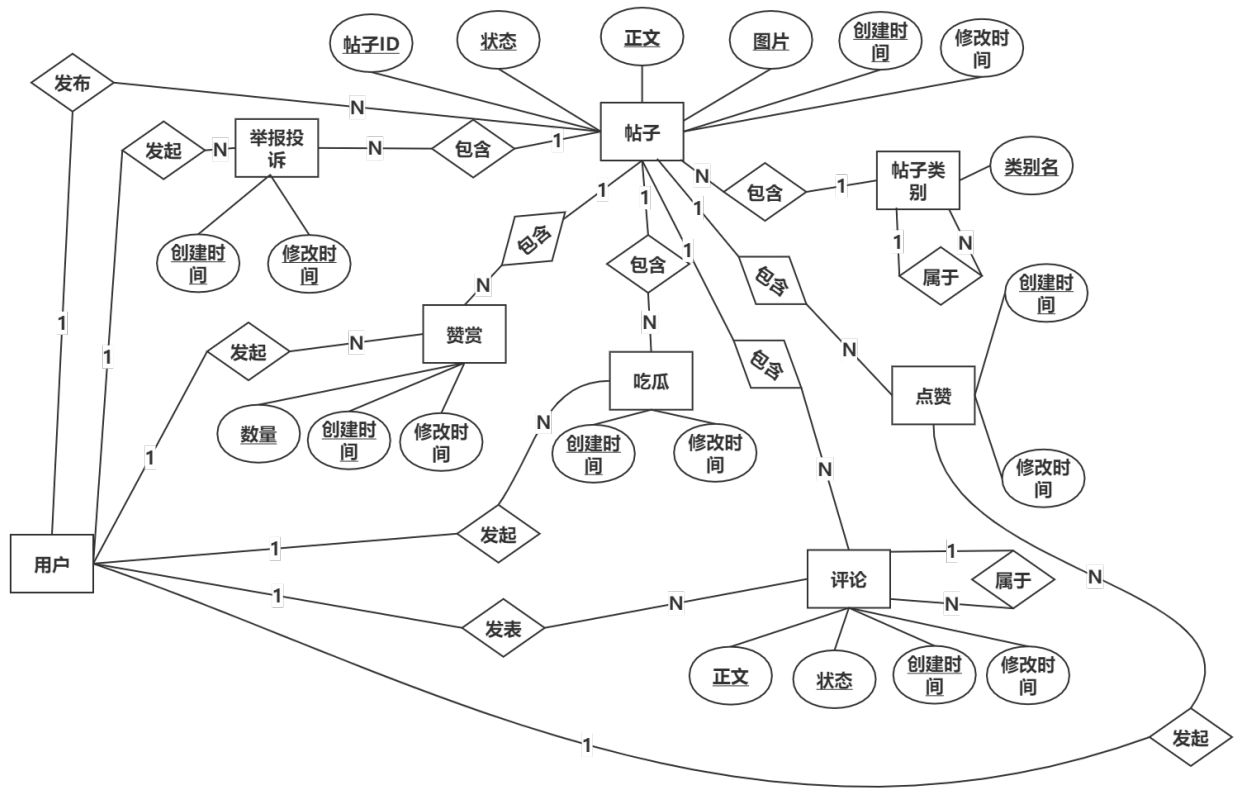 帖子ID
状态
正文
图片
创建时
间
修改时
间
发布
N
帖子
举报投
诉
发起
N
N
包含
1
N
包含
1
帖子类
别
类别名
1
N
属于
创建时
间
修改时
间
1
包含
N
1
包含
N
1
包含
N
1
包含
N
创建时
间
修改时
间
点赞
1
1
发起
N
赞赏
数量
创建时
间
修改时
间
1
吃瓜
N
创建时
间
修改时
间
用户
1
发起
1
发表
N
评论
1
属于
N
正文
状态
创建时
间
修改时
间
N
1
发起